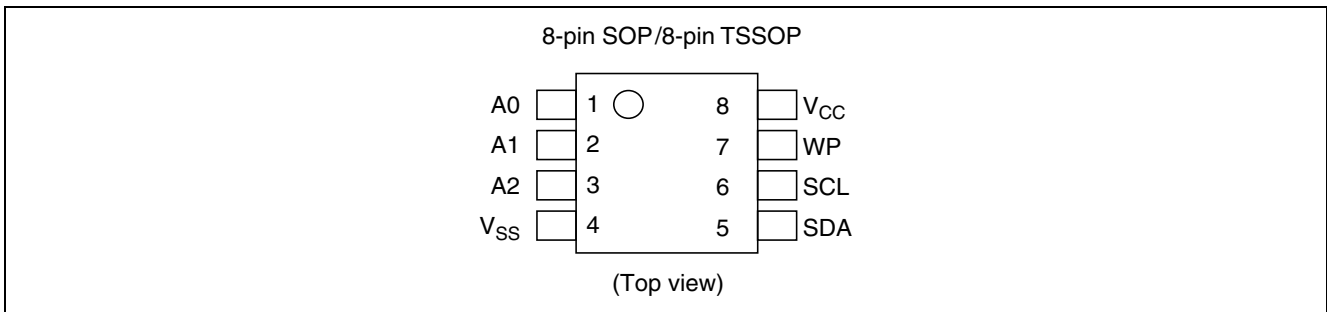 8-pin SOP/8-pin TSSOP
A0 1 8 VCC
A1 2 7 WP
A2 3 6 SCL
VSS 4 5 SDA
(Top view)